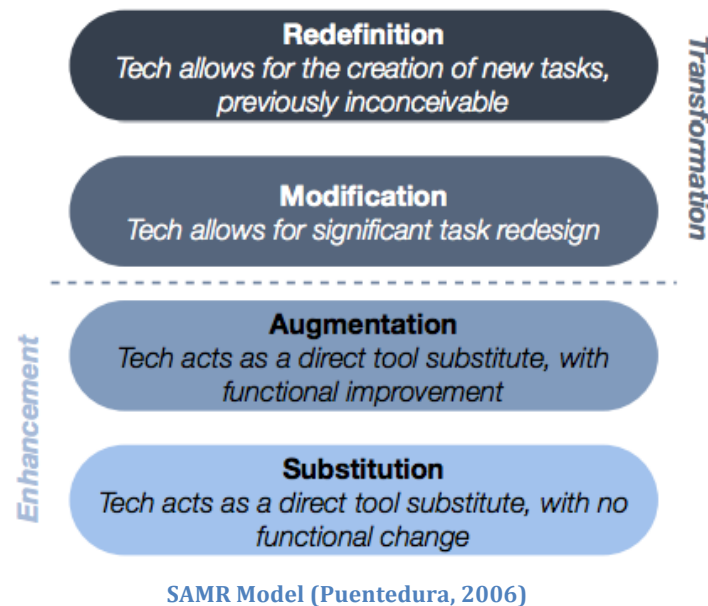 Redefinition
Tech allows for the creation of new tasks,
previously inconceivable
Transformation
Modification
Tech allows for significant task redesign
Augmentation
Tech acts as a direct tool substitute, with
functional improvement
Enhancement
Substitution
Tech acts as a direct tool substitute, with no
functional change
SAMR Model (Puentedura, 2006)